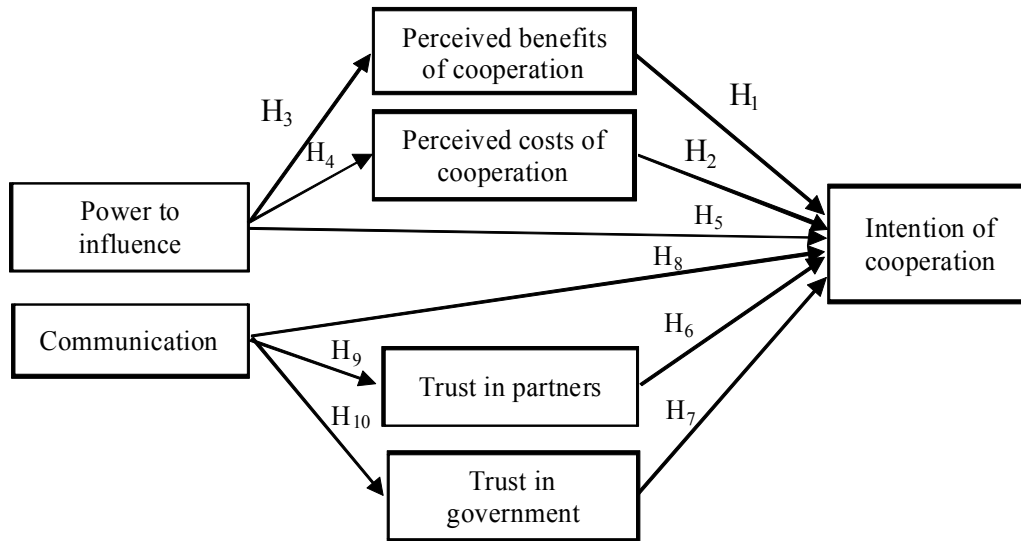 Perceived benefits
of cooperation
H1
H3
Perceived costs of
cooperation
H4
H2
Power to
influence
H5
Intention of
cooperation
H8
Communication
H9
H6
Trust in partners
H10
H7
Trust in
government